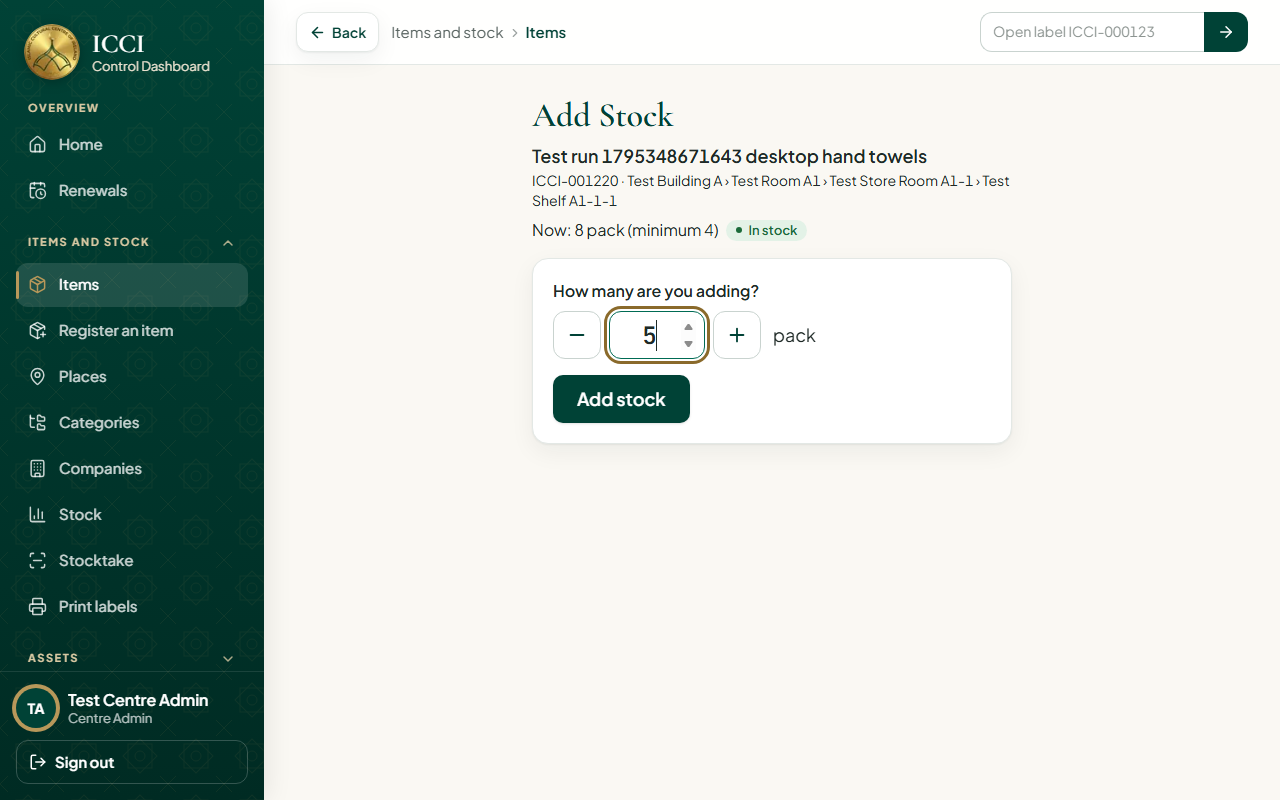 ICCI
Control Dashboard
OVERVIEW
Home
Renewals
ITEMS AND STOCK
Items
Register an item
Places
Categories
Companies
Stock
Stocktake
Print labels
ASSETS
TA
Test Centre Admin
Centre Admin
Sign out
Back
Items and stock › Items
Open label ICCI-000123
Add Stock
Test run 1795348671643 desktop hand towels
ICCI-001220 · Test Building A › Test Room A1 › Test Store Room A1-1 › Test
Shelf A1-1-1
Now: 8 pack (minimum 4)
In stock
How many are you adding?
5
pack
Add stock